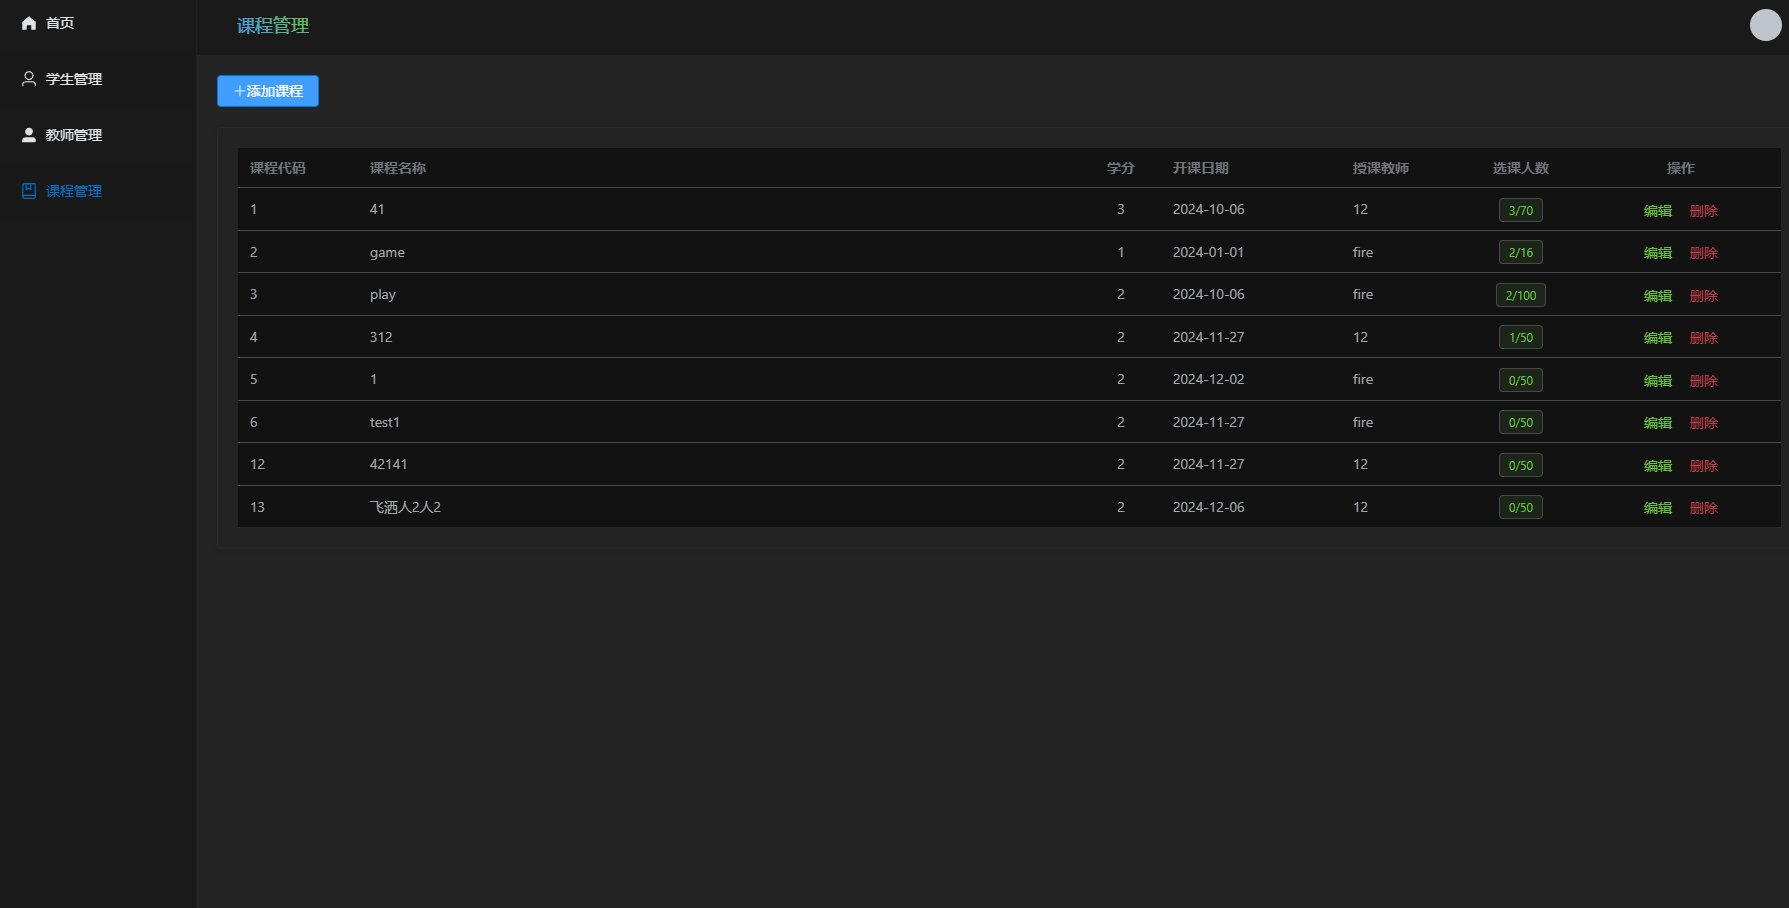 首页
学生管理
教师管理
课程管理
课程管理
添加课程
课程代码 课程名称 学分 开课日期 授课教师 选课人数 操作
1 41 3 2024-10-06 12 3/70 编辑 删除
2 game 1 2024-01-01 fire 2/16 编辑 删除
3 play 2 2024-10-06 fire 2/100 编辑 删除
4 312 2 2024-11-27 12 1/50 编辑 删除
5 1 2 2024-12-02 fire 0/50 编辑 删除
6 test1 2 2024-11-27 fire 0/50 编辑 删除
12 42141 2 2024-11-27 12 0/50 编辑 删除
13 飞洒人2人2 2 2024-12-06 12 0/50 编辑 删除